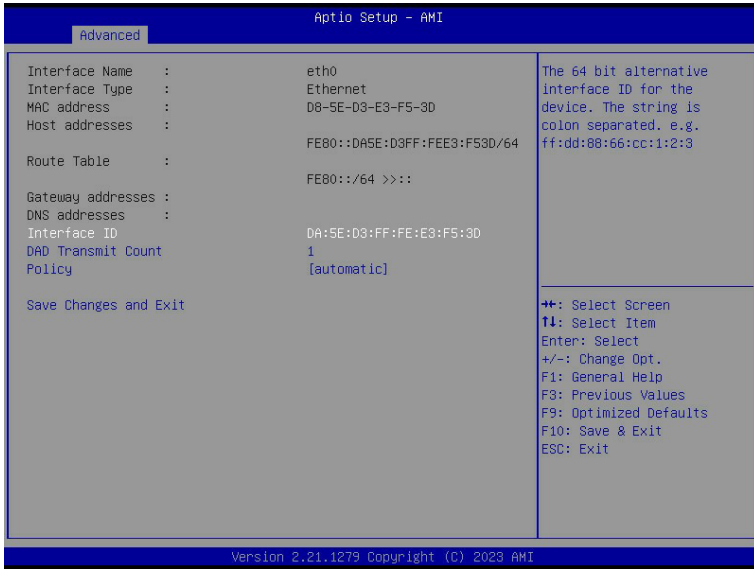 Aptio Setup – AMI
Advanced
Interface Name : eth0
Interface Type : Ethernet
MAC address : D8-5E-D3-E3-F5-3D
Host addresses :
FE80::DA5E:D3FF:FEE3:F53D/64
Route Table :
FE80::/64 >>::
Gateway addresses :
DNS addresses :
Interface ID DA:5E:D3:FF:FE:E3:F5:3D
DAD Transmit Count 1
Policy [automatic]
Save Changes and Exit
The 64 bit alternative
interface ID for the
device. The string is
colon separated. e.g.
ff:dd:88:66:cc:1:2:3
→←: Select Screen
↑↓: Select Item
Enter: Select
+/-: Change Opt.
F1: General Help
F3: Previous Values
F9: Optimized Defaults
F10: Save & Exit
ESC: Exit
Version 2.21.1279 Copyright (C) 2023 AMI